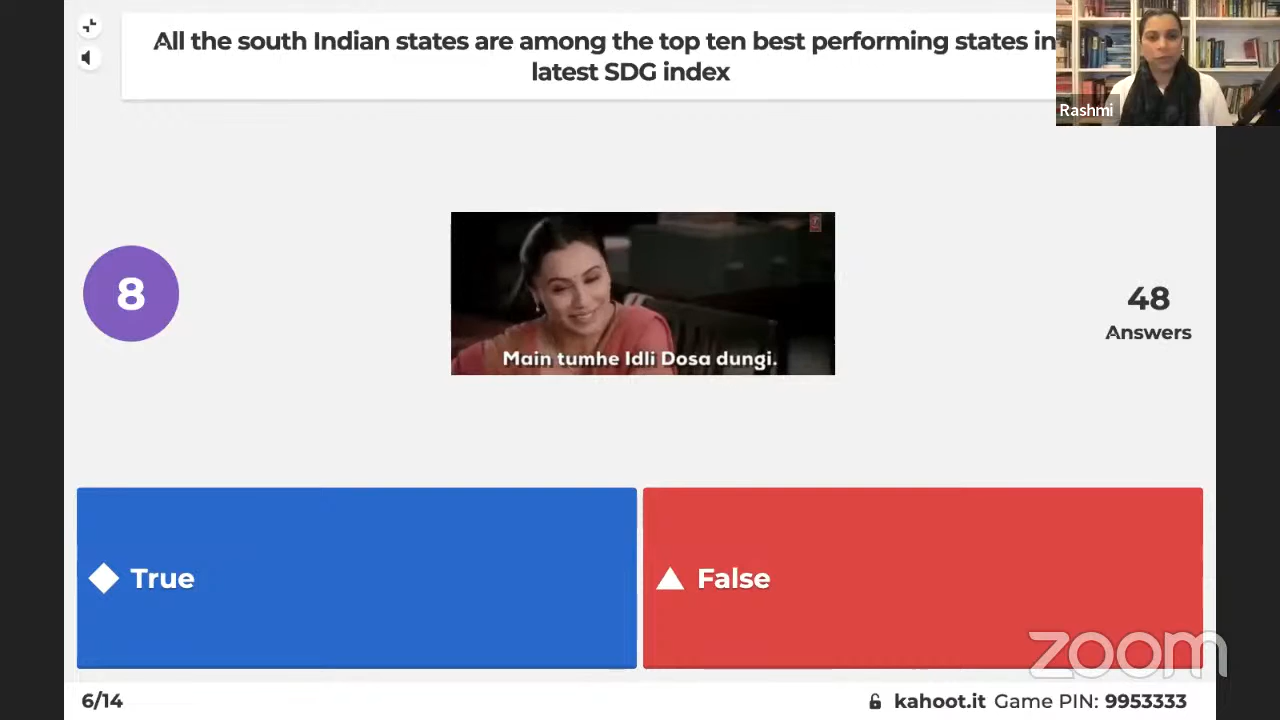 All the south Indian states are among the top ten best performing states in
latest SDG index
Rashmi
8
Main tumhe Idli Dosa dungi.
48
Answers
True
False
zoom
6/14
kahoot.it Game PIN: 9953333